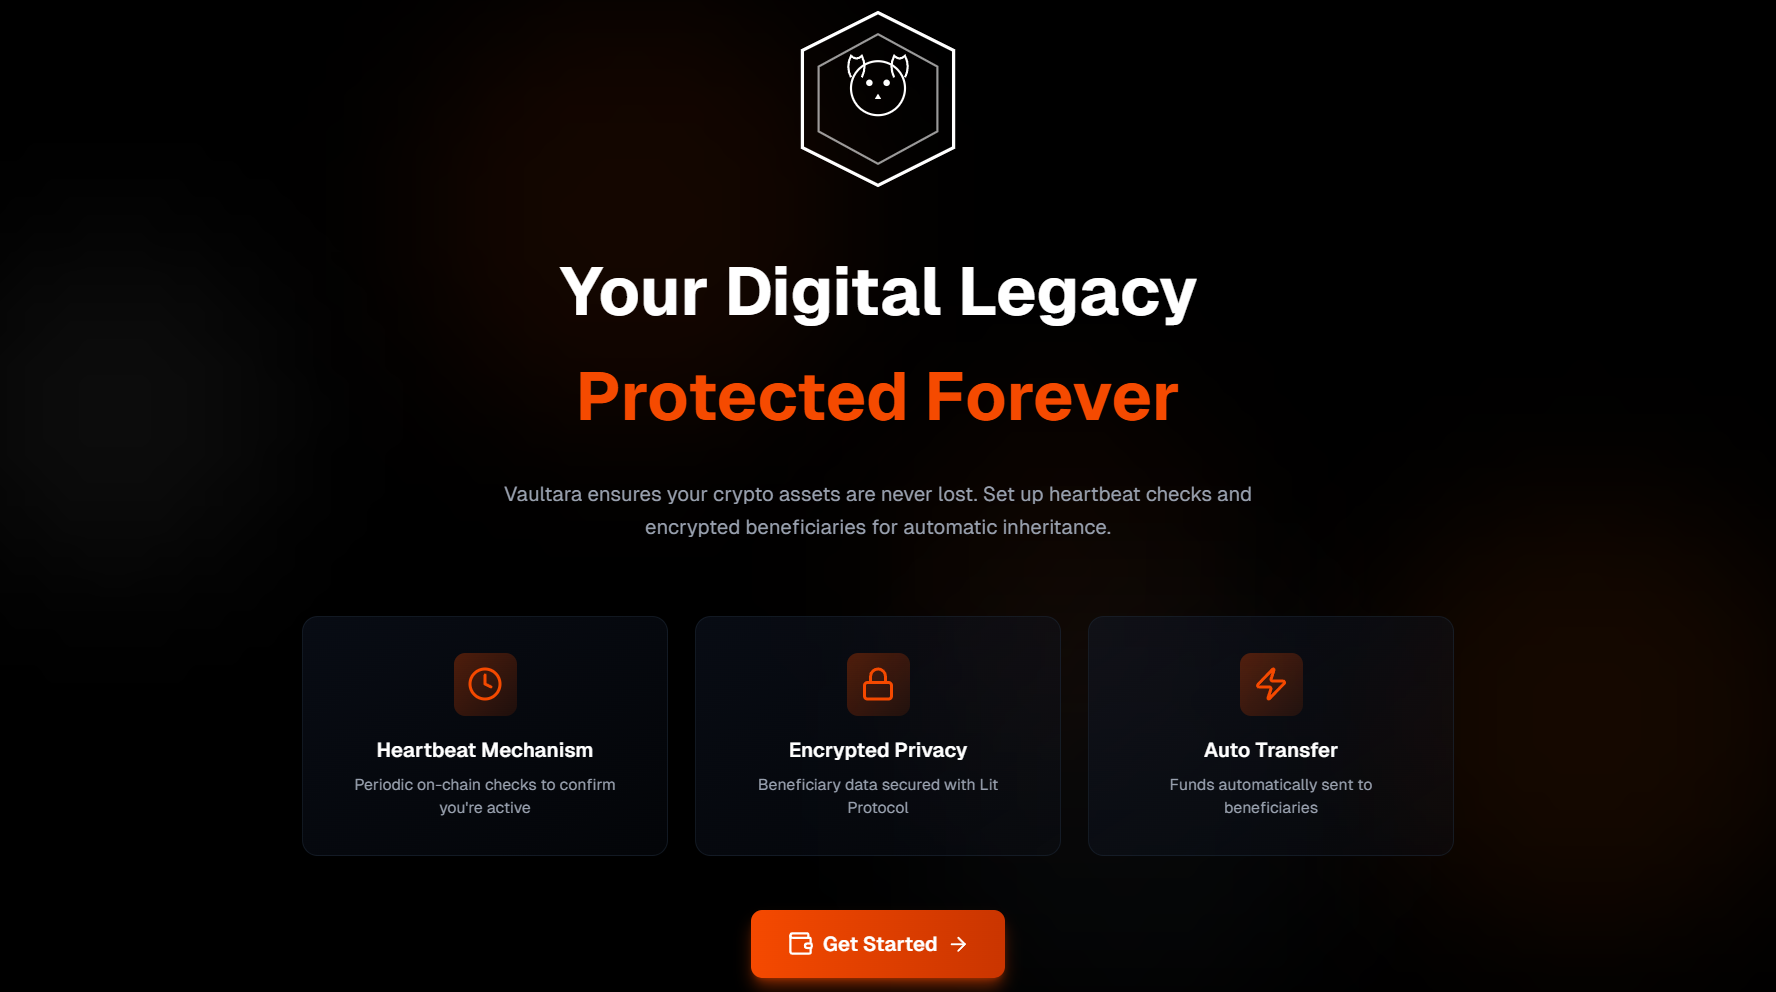 Your Digital Legacy
Protected Forever
Vaultara ensures your crypto assets are never lost. Set up heartbeat checks and
encrypted beneficiaries for automatic inheritance.
Heartbeat Mechanism
Periodic on-chain checks to confirm
you're active
Encrypted Privacy
Beneficiary data secured with Lit
Protocol
Auto Transfer
Funds automatically sent to
beneficiaries
Get Started →